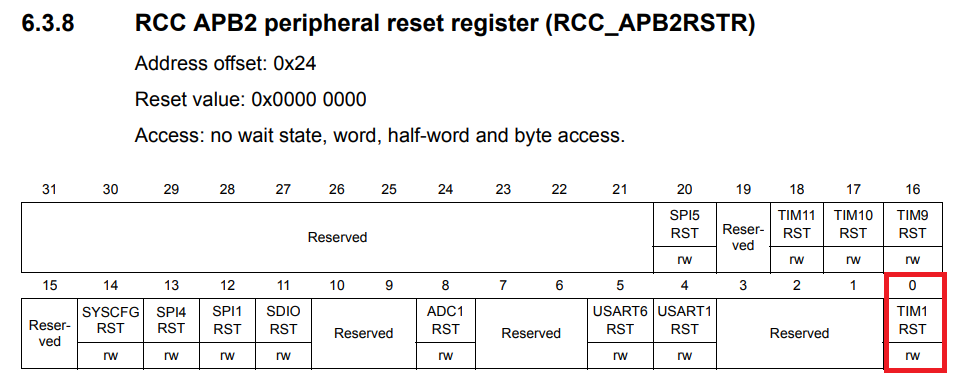 6.3.8 RCC APB2 peripheral reset register (RCC_APB2RSTR)
Address offset: 0x24
Reset value: 0x0000 0000
Access: no wait state, word, half-word and byte access.
31 30 29 28 27 26 25 24 23 22 21 20 19 18 17 16
Reserved SPI5 RST Reser-ved TIM11 RST TIM10 RST TIM9 RST
rw rw rw rw
15 14 13 12 11 10 9 8 7 6 5 4 3 2 1 0
Reser-ved SYSCFG RST SPI4 RST SPI1 RST SDIO RST Reserved ADC1 RST Reserved USART6 RST USART1 RST Reserved TIM1 RST
rw rw rw rw rw rw rw rw